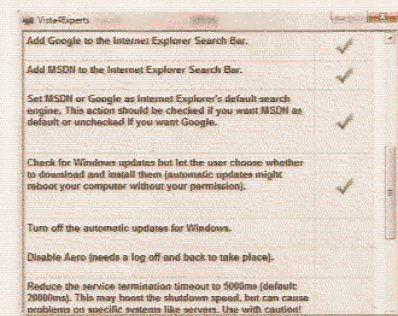 Vista4Experts
Add Google to the Internet Explorer Search Bar.
Add MSDN to the Internet Explorer Search Bar.
Set MSDN or Google as Internet Explorer's default search
engine. This action should be checked if you want MSDN as
default or unchecked if you want Google.
Check for Windows updates but let the user choose whether
to download and install them (automatic updates might
reboot your computer without your permission).
Turn off the automatic updates for Windows.
Disable Aero (needs a log off and back to take place).
Reduce the service termination timeout to 5000ms (default:
20000ms). This may boost the shutdown speed, but can cause
problems on specific systems like servers. Use with caution!